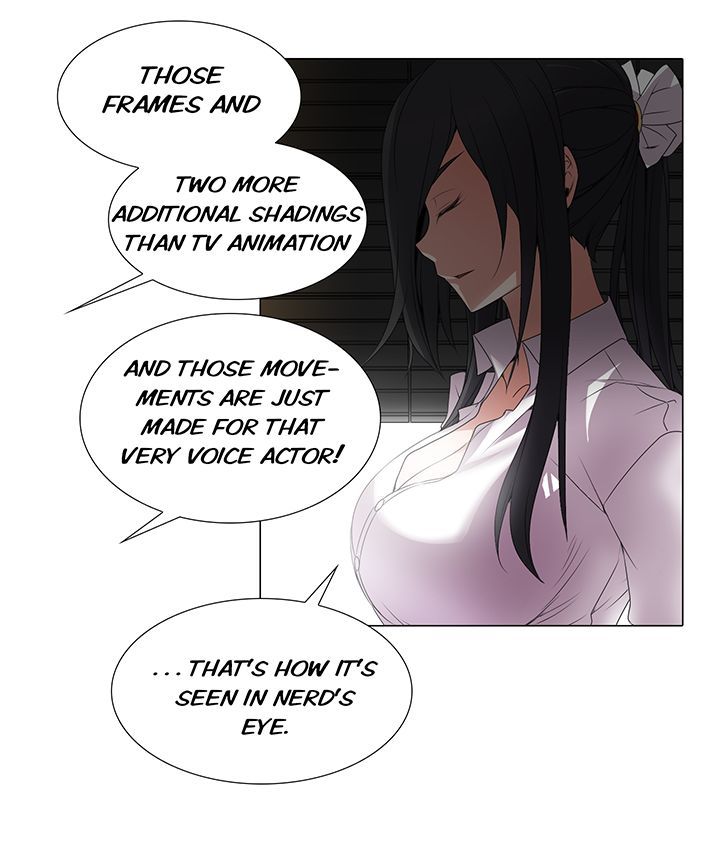 THOSE
FRAMES AND
TWO MORE
ADDITIONAL SHADINGS
THAN TV ANIMATION
AND THOSE MOVE-
MENTS ARE JUST
MADE FOR THAT
VERY VOICE ACTOR!
...THAT'S HOW IT'S
SEEN IN NERD'S
EYE.